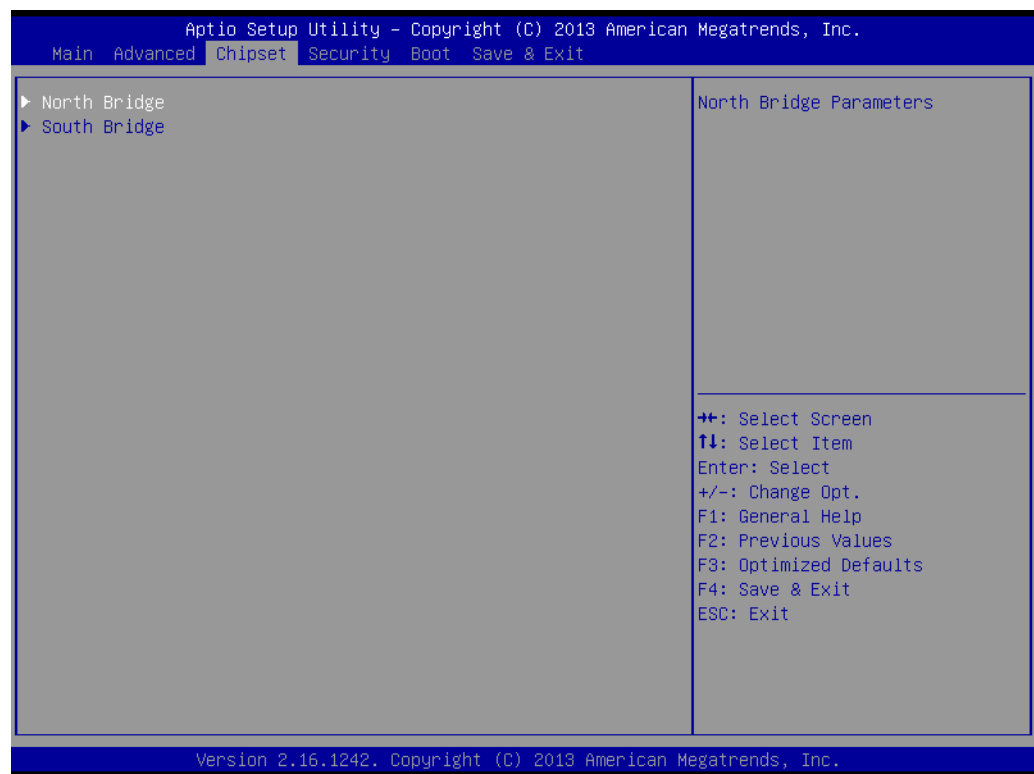 Aptio Setup Utility – Copyright (C) 2013 American Megatrends, Inc.
Main Advanced Chipset Security Boot Save & Exit
▶ North Bridge
▶ South Bridge
North Bridge Parameters
→←: Select Screen
↑↓: Select Item
Enter: Select
+/-: Change Opt.
F1: General Help
F2: Previous Values
F3: Optimized Defaults
F4: Save & Exit
ESC: Exit
Version 2.16.1242. Copyright (C) 2013 American Megatrends, Inc.